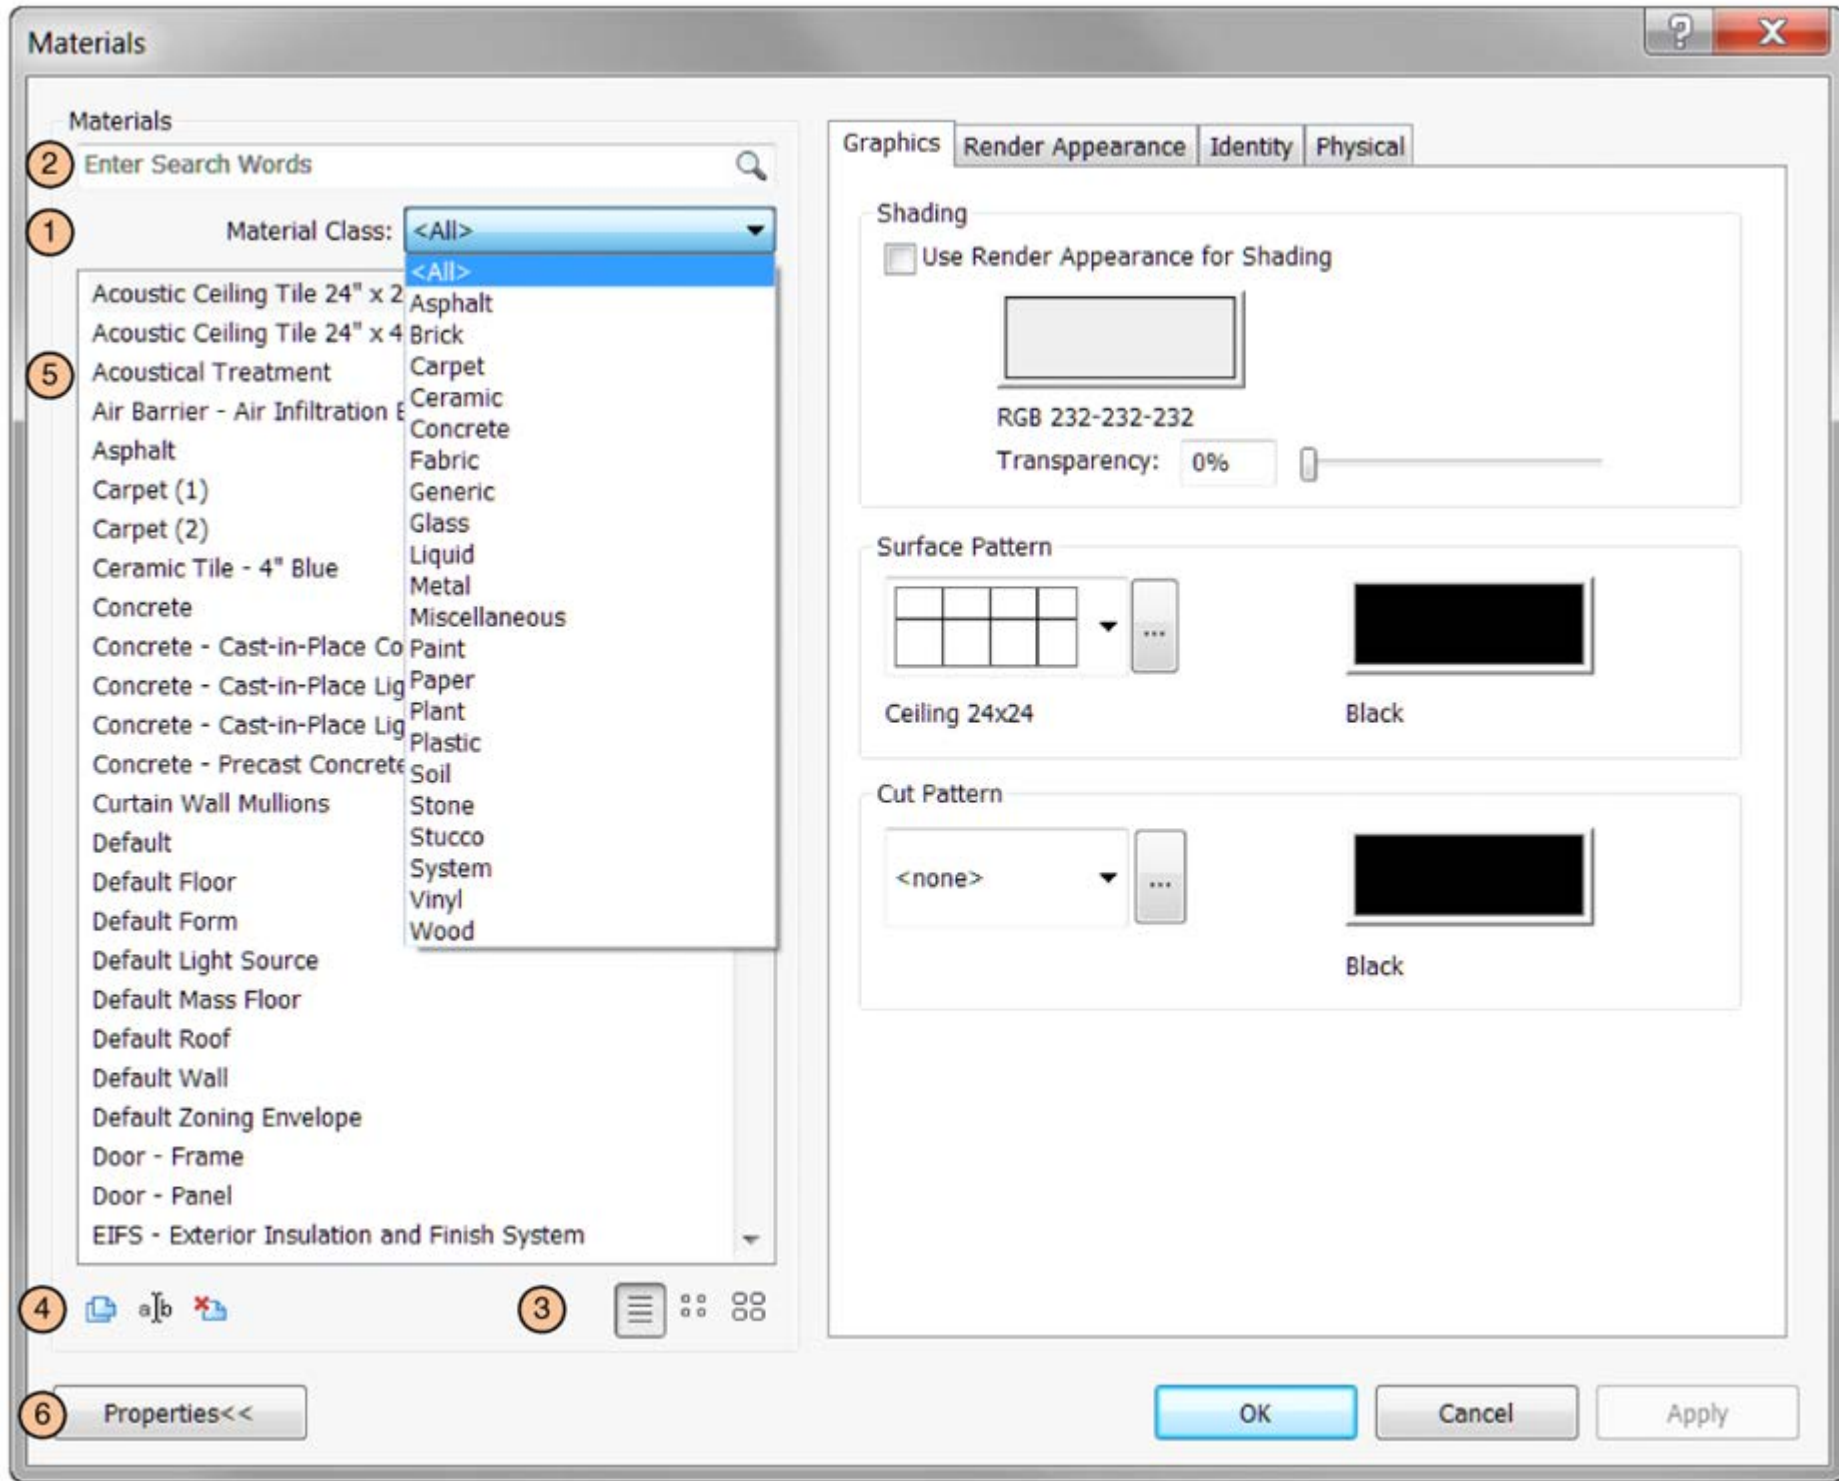 Materials
Materials
2 Enter Search Words
1 Material Class: <All>
<All>
Asphalt
Brick
Carpet
Ceramic
Concrete
Fabric
Generic
Glass
Liquid
Metal
Miscellaneous
Paint
Paper
Plant
Plastic
Soil
Stone
Stucco
System
Vinyl
Wood
Acoustic Ceiling Tile 24" x 2
Acoustic Ceiling Tile 24" x 4
5 Acoustical Treatment
Air Barrier - Air Infiltration
Asphalt
Carpet (1)
Carpet (2)
Ceramic Tile - 4" Blue
Concrete
Concrete - Cast-in-Place Co
Concrete - Cast-in-Place Lig
Concrete - Cast-in-Place Lig
Concrete - Precast Concrete
Curtain Wall Mullions
Default
Default Floor
Default Form
Default Light Source
Default Mass Floor
Default Roof
Default Wall
Default Zoning Envelope
Door - Frame
Door - Panel
EIFS - Exterior Insulation and Finish System
4 a b 3
6 Properties<<
Graphics Render Appearance Identity Physical
Shading
Use Render Appearance for Shading
RGB 232-232-232
Transparency: 0%
Surface Pattern
...
Ceiling 24x24 Black
Cut Pattern
<none> ...
Black
OK Cancel Apply